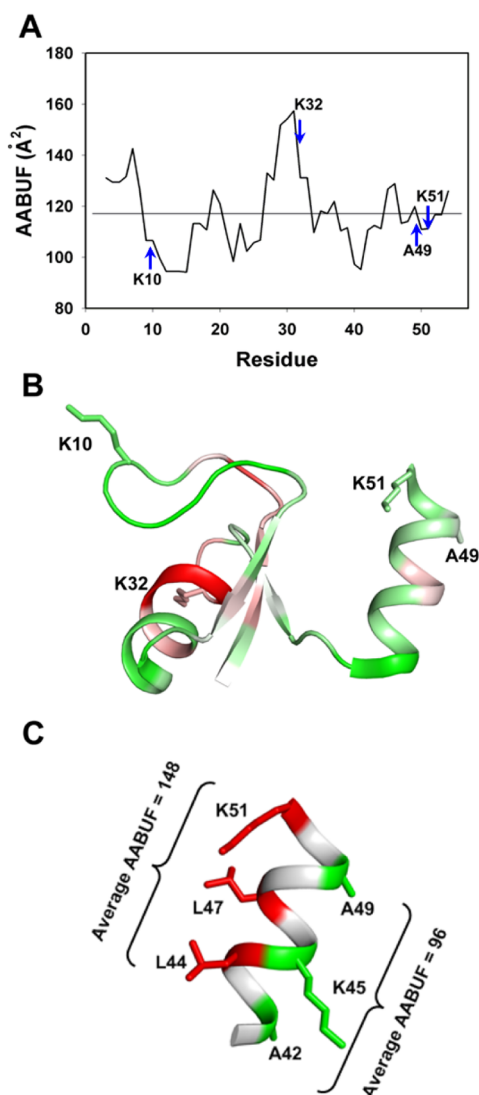 A
180
160
140
120
100
80
AABUF (Å²)
K32
K51
K10
A49
0
10
20
30
40
50
Residue
B
K10
K51
A49
K32
C
Average AABUF = 148
K51
L47
A49
L44
K45
A42
Average AABUF = 96